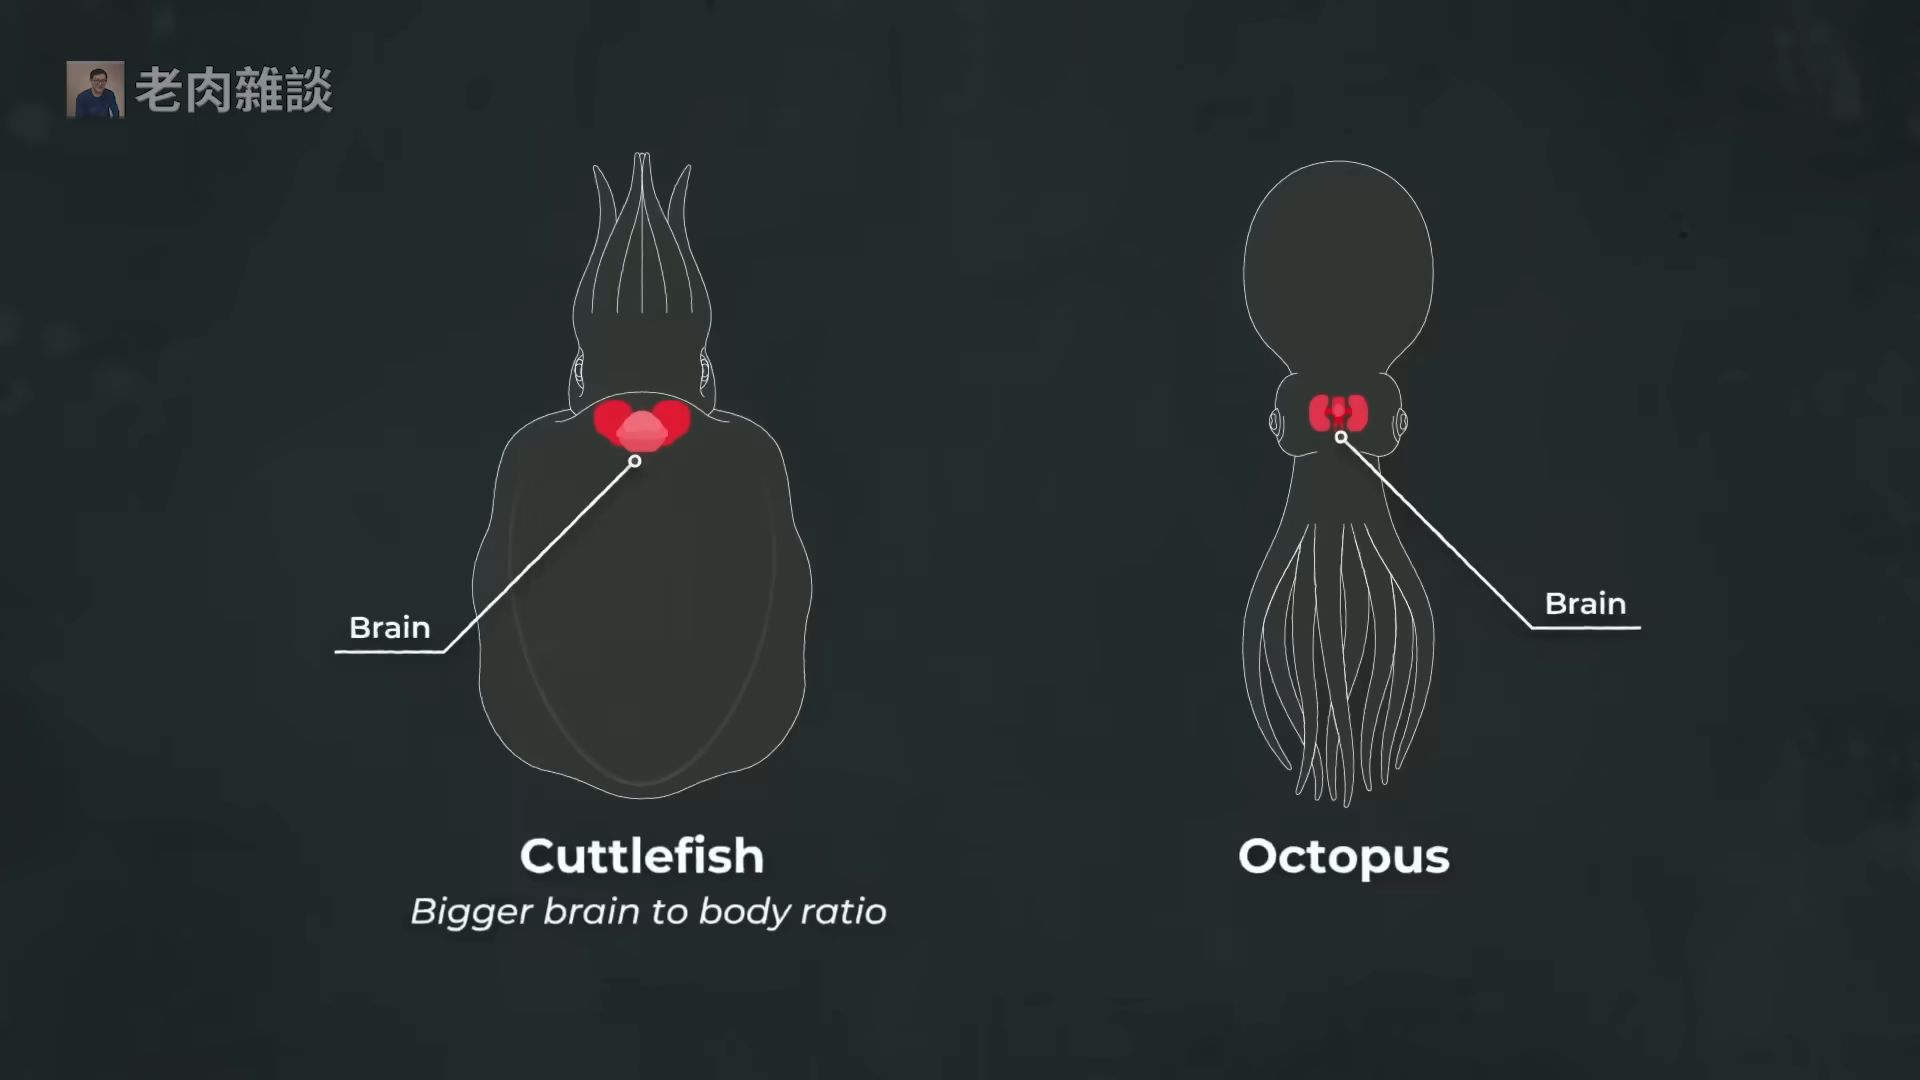 老肉雜談
Brain
Brain
Cuttlefish
Bigger brain to body ratio
Octopus